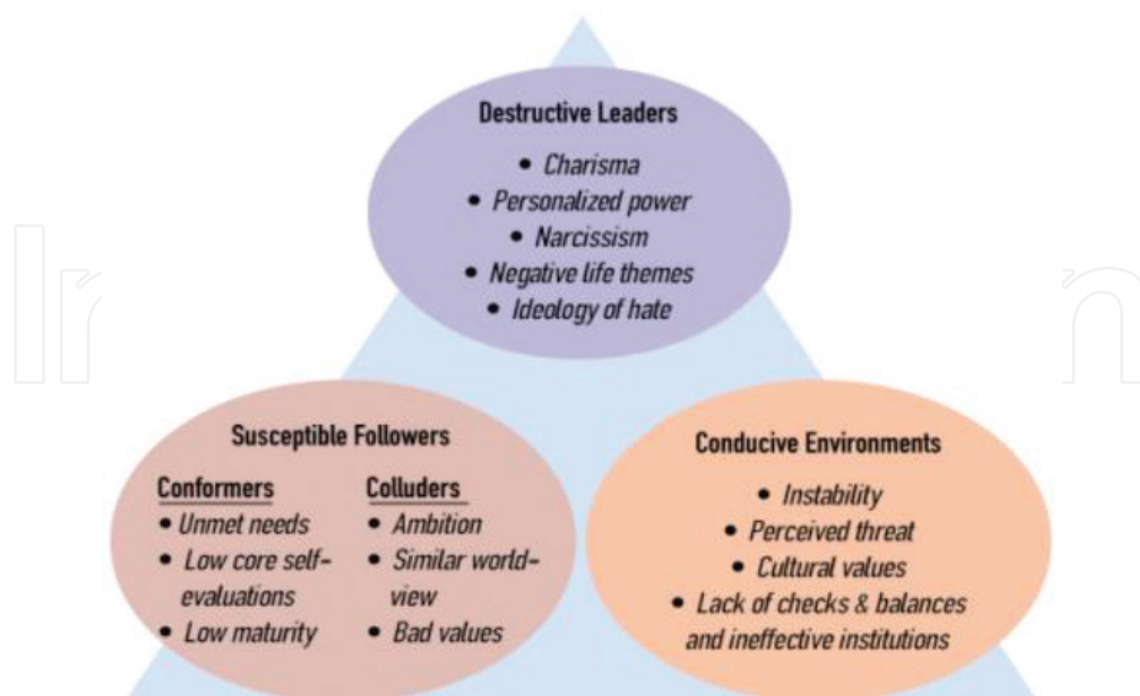 Destructive Leaders
• Charisma
• Personalized power
• Narcissism
• Negative life themes
• Ideology of hate
Susceptible Followers
Conformers
• Unmet needs
• Low core self-
evaluations
• Low maturity
Colluders
• Ambition
• Similar world-
view
• Bad values
Conducive Environments
• Instability
• Perceived threat
• Cultural values
• Lack of checks & balances
and ineffective institutions